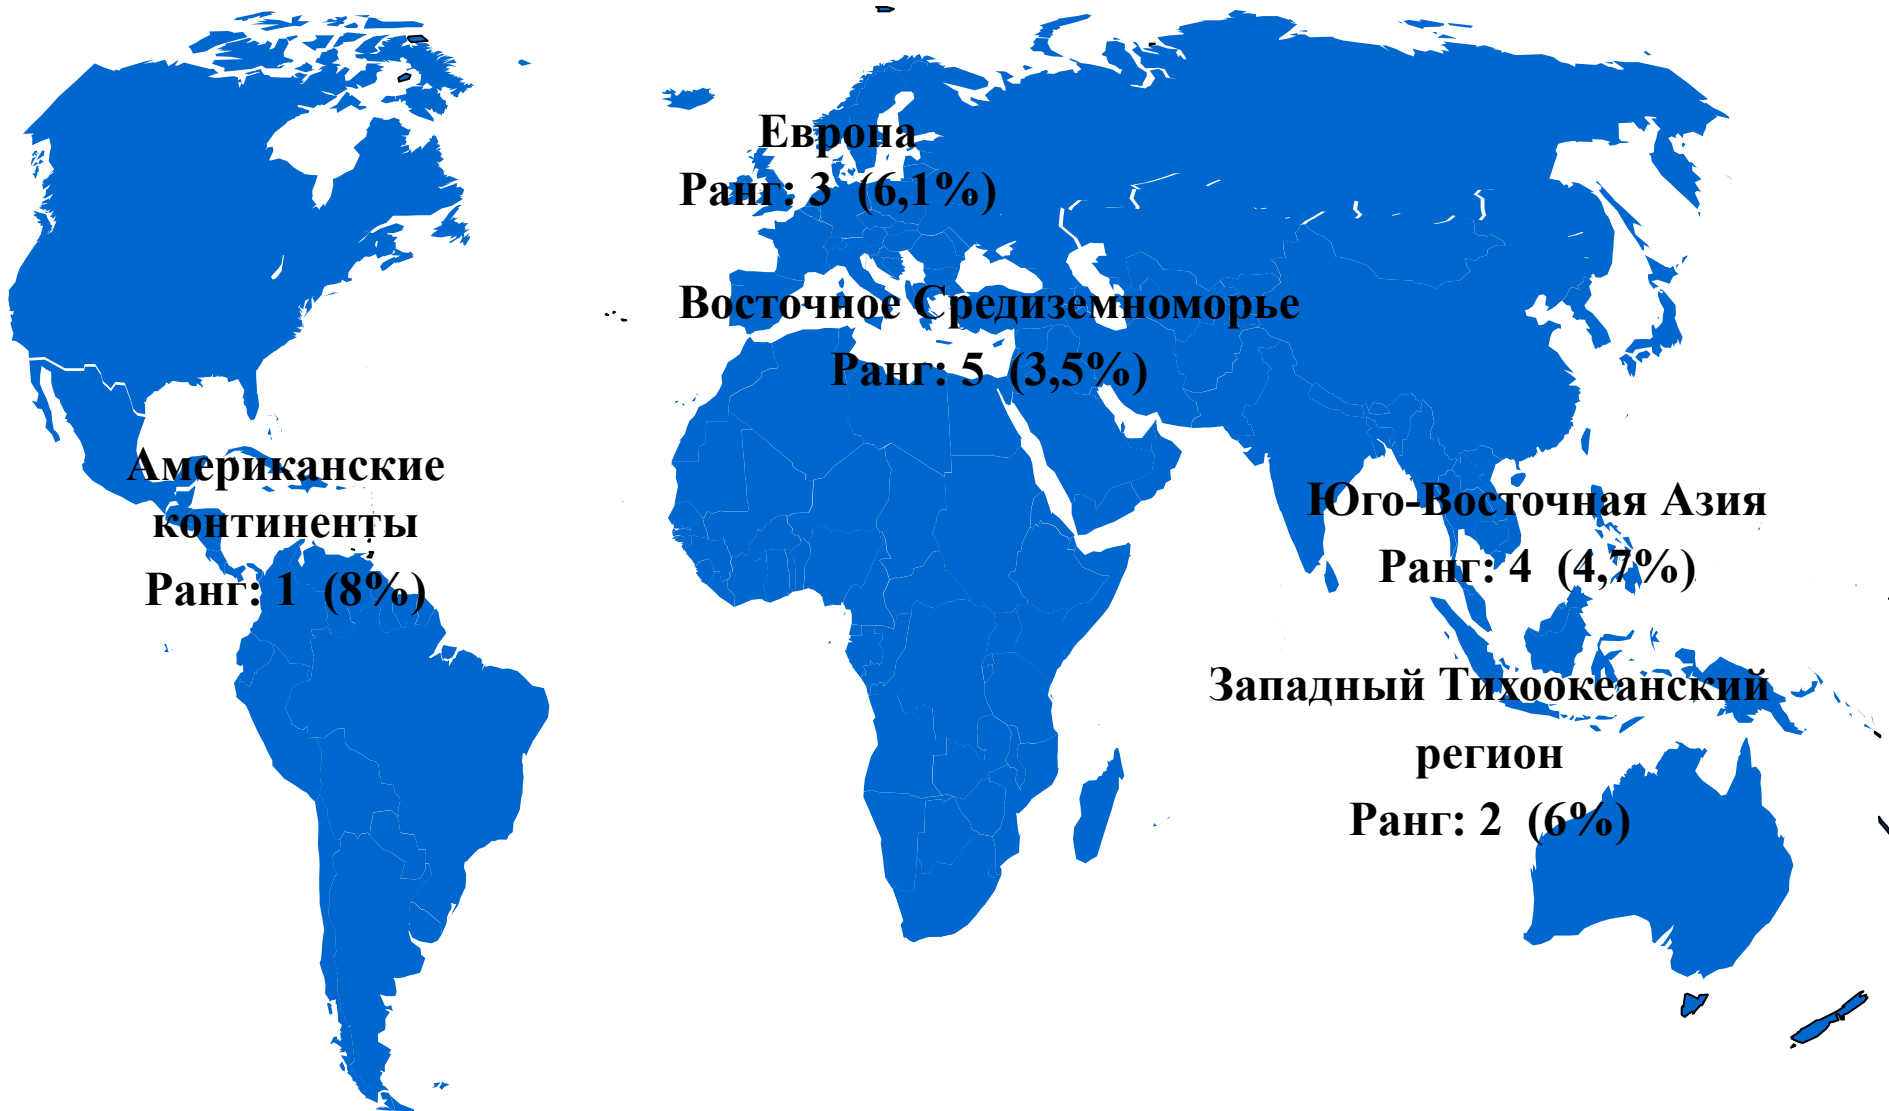 Европа
Ранг: 3 (6,1%)
Восточное Средиземноморье
Ранг: 5 (3,5%)
Американские
континенты
Ранг: 1 (8%)
Юго-Восточная Азия
Ранг: 4 (4,7%)
Западный Тихоокеанский
регион
Ранг: 2 (6%)